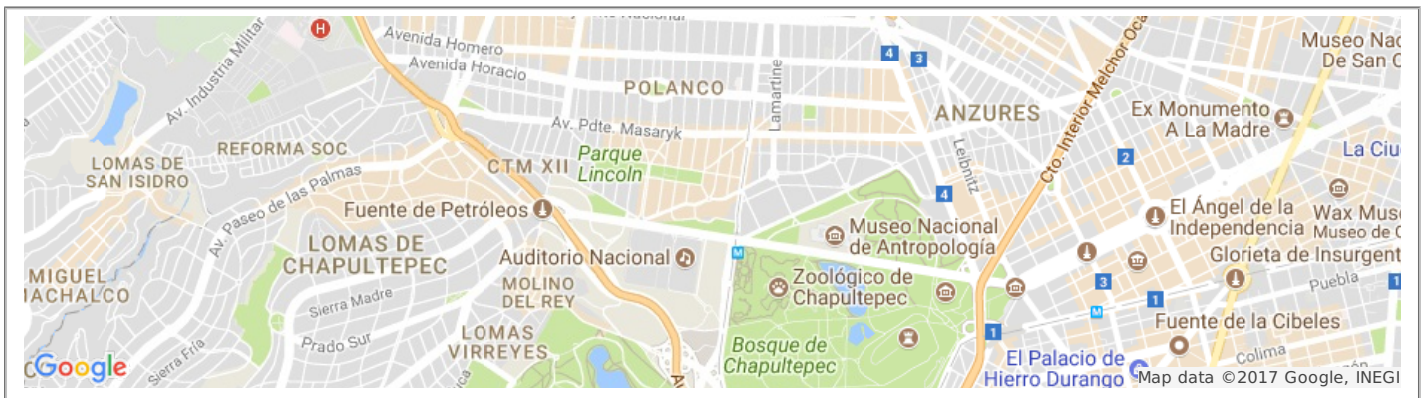 Museo Nac
De San C
H
Avenida Homero
4
3
Avenida Horacio
POLANCO
Lamartine
Cto. Interior Melchor Oca
Av. Industria Militar
ANZURES
Ex Monumento
A La Madre
Av. Pdte. Masaryk
REFORMA SOC
Parque
Lincoln
Leibnitz
2
La Ciu
LOMAS DE
SAN ISIDRO
CTM XII
4
Av. Paseo de las Palmas
Fuente de Petróleos
El Ángel de la
Independencia
Wax Muse
Museo de C
Museo Nacional
de Antropología
LOMAS DE
CHAPULTEPEC
Auditorio Nacional
M
Glorieta de Insurgent
MIGUEL
MACHALCO
MOLINO
DEL REY
Zoológico de
Chapultepec
3
1
Puebla
1
Sierra Madre
M
Fuente de la Cibeles
Prado Sur
LOMAS
VIRREYES
1
Bosque de
Chapultepec
El Palacio de
Hierro Durango
Colima
Sierra Fría
Google
Map data ©2017 Google, INEGI